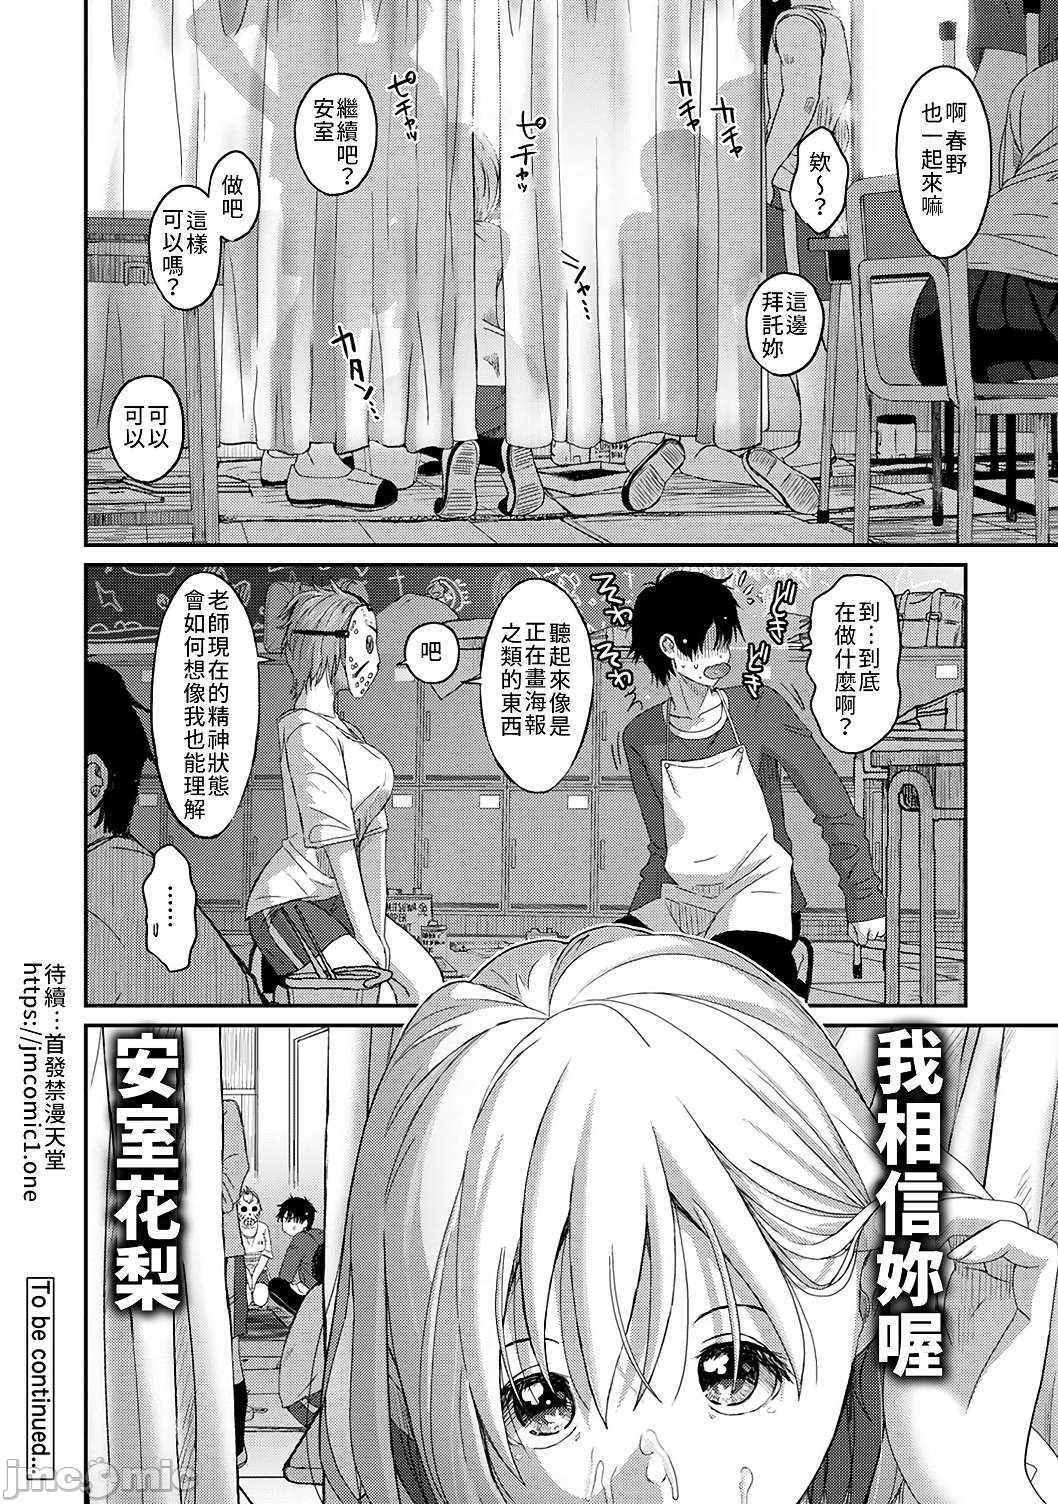 啊 春野
也一起來嘛
欸～？
這邊
拜託妳
カチャ
カチャッ
ピチャッ
ピチャッ
繼續吧？
安室
做吧
這樣
可以嗎？
シャ…
カタン…
可以
可以
到…到底
在做什麼啊？
どき
どき
そわ
そわ
聽起來像是
正在畫海報
之類的東西
吧
老師現在的精神狀態
會如何想像我也能理解
……
我相信妳喔
安室花梨
待續…首發禁漫天堂
https://jmcomic1.one
To be continued...
jmcomic